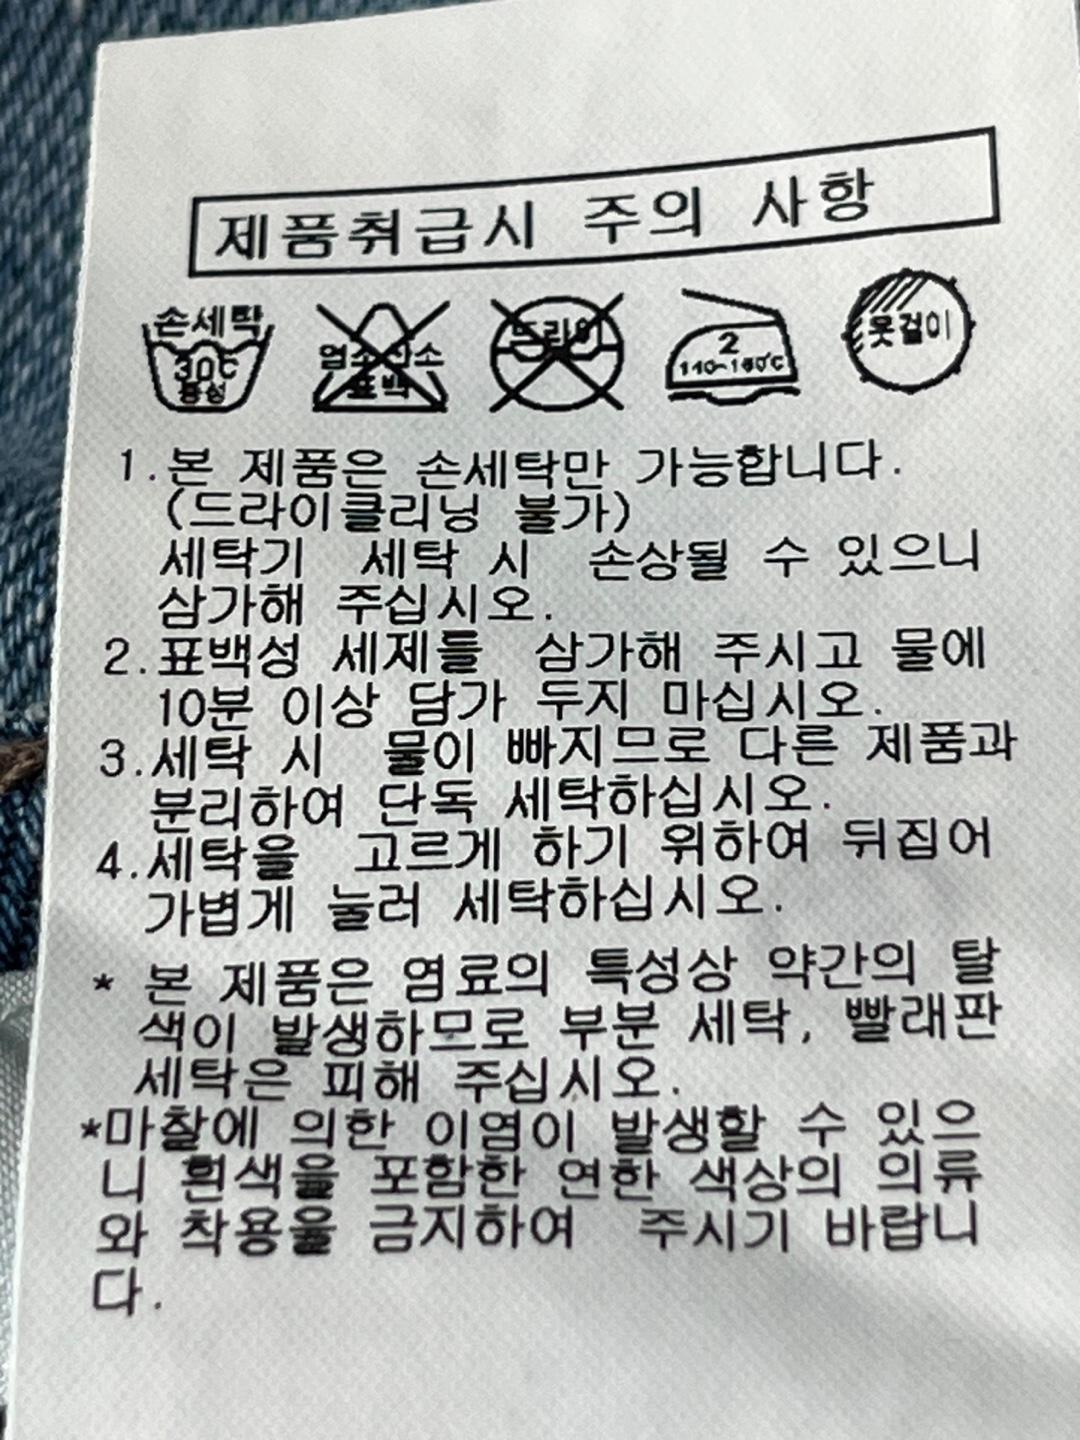 제품취급시 주의 사항
손세탁
30℃
중성
염소산소
표백
드라이
2
110~160℃
옷걸이
1.본 제품은 손세탁만 가능합니다.
(드라이클리닝 불가)
세탁기 세탁 시 손상될 수 있으니
삼가해 주십시오.
2.표백성 세제를 삼가해 주시고 물에
10분 이상 담가 두지 마십시오.
3.세탁 시 물이 빠지므로 다른 제품과
분리하여 단독 세탁하십시오.
4.세탁을 고르게 하기 위하여 뒤집어
가볍게 눌러 세탁하십시오.
* 본 제품은 염료의 특성상 약간의 탈
색이 발생하므로 부분 세탁, 빨래판
세탁은 피해 주십시오.
*마찰에 의한 이염이 발생할 수 있으
니 흰색을 포함한 연한 색상의 의류
와 착용을 금지하여 주시기 바랍니
다.